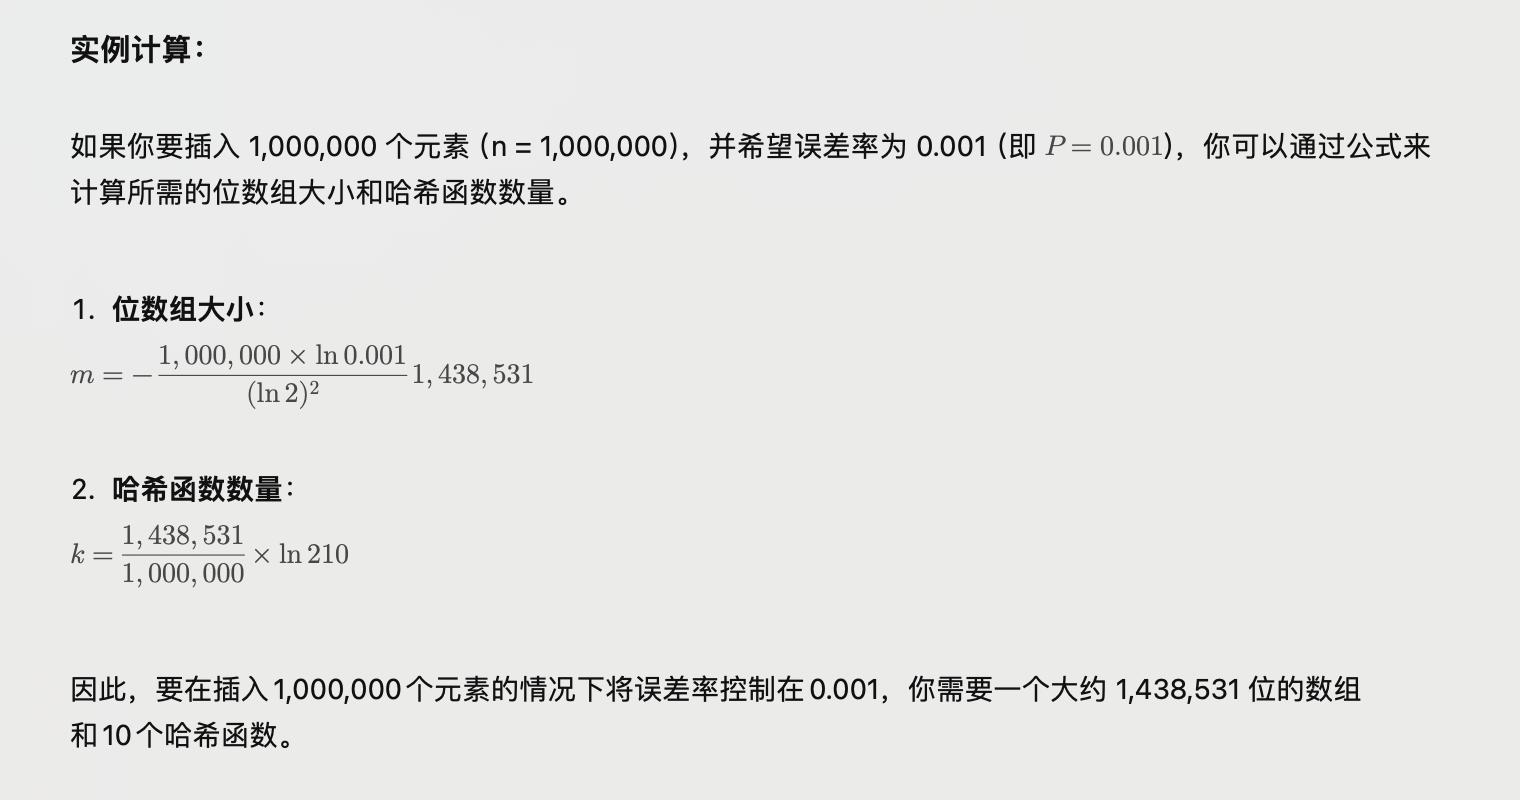 实例计算：
如果你要插入 1,000,000 个元素（n = 1,000,000），并希望误差率为 0.001（即 P = 0.001），你可以通过公式来
计算所需的位数组大小和哈希函数数量。
1. 位数组大小：
m = −\frac{1,000,000 × ln 0.001}{(ln 2)²} 1,438,531
2. 哈希函数数量：
k = \frac{1,438,531}{1,000,000} × ln 210
因此，要在插入1,000,000个元素的情况下将误差率控制在0.001，你需要一个大约 1,438,531 位的数组
和10个哈希函数。